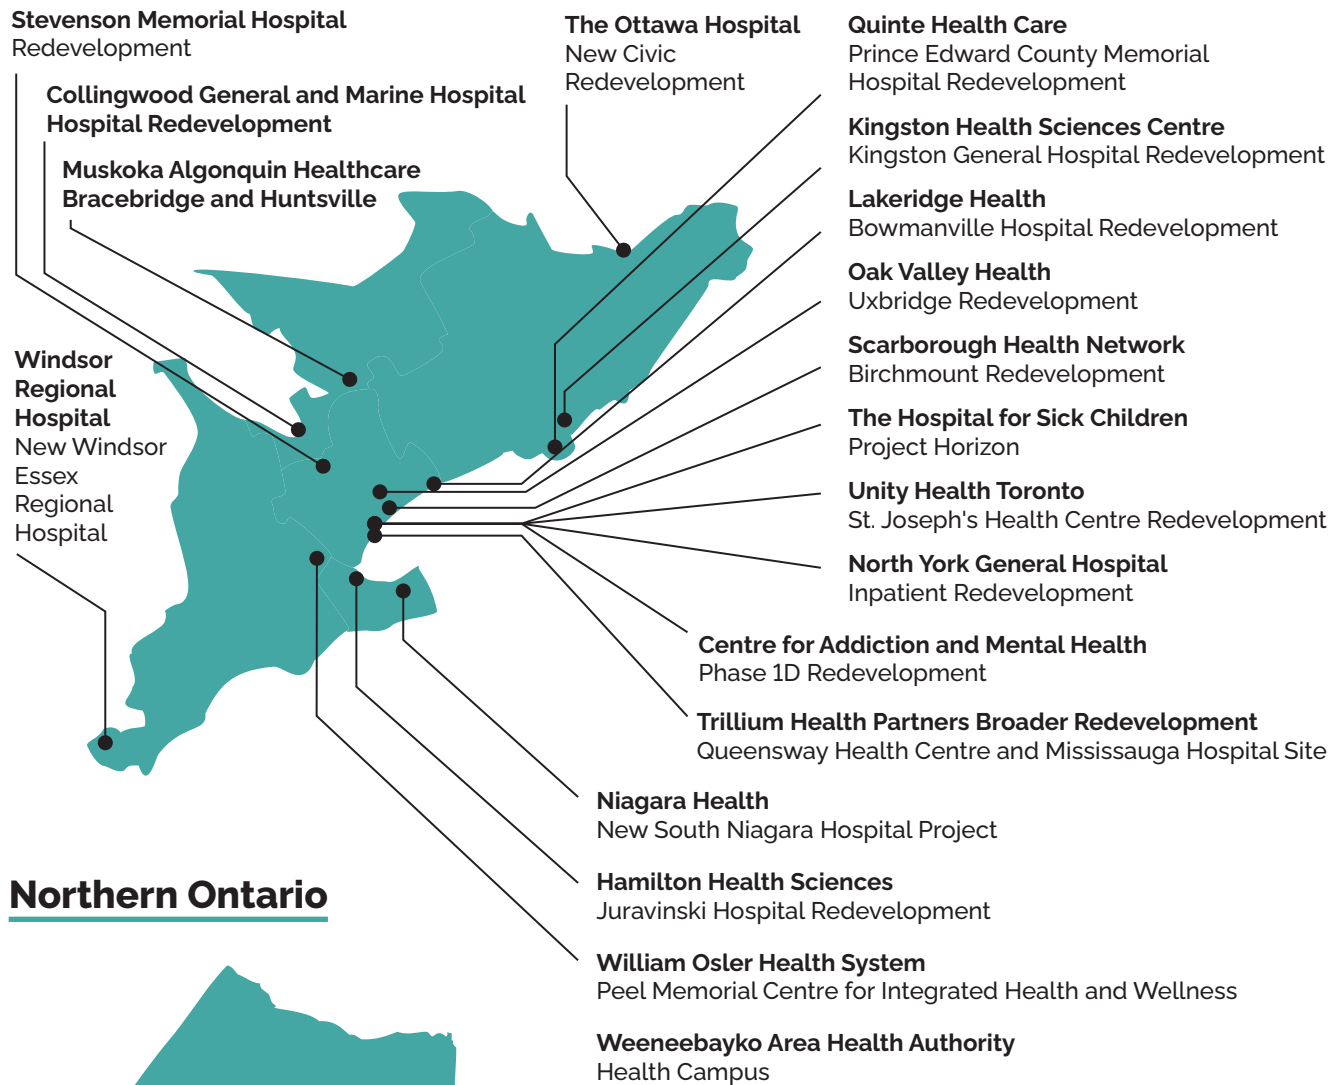 Stevenson Memorial Hospital
Redevelopment
Collingwood General and Marine Hospital
Hospital Redevelopment
Muskoka Algonquin Healthcare
Bracebridge and Huntsville
Windsor
Regional
Hospital
New Windsor
Essex
Regional
Hospital
The Ottawa Hospital
New Civic
Redevelopment
Quinte Health Care
Prince Edward County Memorial
Hospital Redevelopment
Kingston Health Sciences Centre
Kingston General Hospital Redevelopment
Lakeridge Health
Bowmanville Hospital Redevelopment
Oak Valley Health
Uxbridge Redevelopment
Scarborough Health Network
Birchmount Redevelopment
The Hospital for Sick Children
Project Horizon
Unity Health Toronto
St. Joseph's Health Centre Redevelopment
North York General Hospital
Inpatient Redevelopment
Centre for Addiction and Mental Health
Phase 1D Redevelopment
Trillium Health Partners Broader Redevelopment
Queensway Health Centre and Mississauga Hospital Site
Niagara Health
New South Niagara Hospital Project
Hamilton Health Sciences
Juravinski Hospital Redevelopment
William Osler Health System
Peel Memorial Centre for Integrated Health and Wellness
Northern Ontario
Weeneebayko Area Health Authority
Health Campus